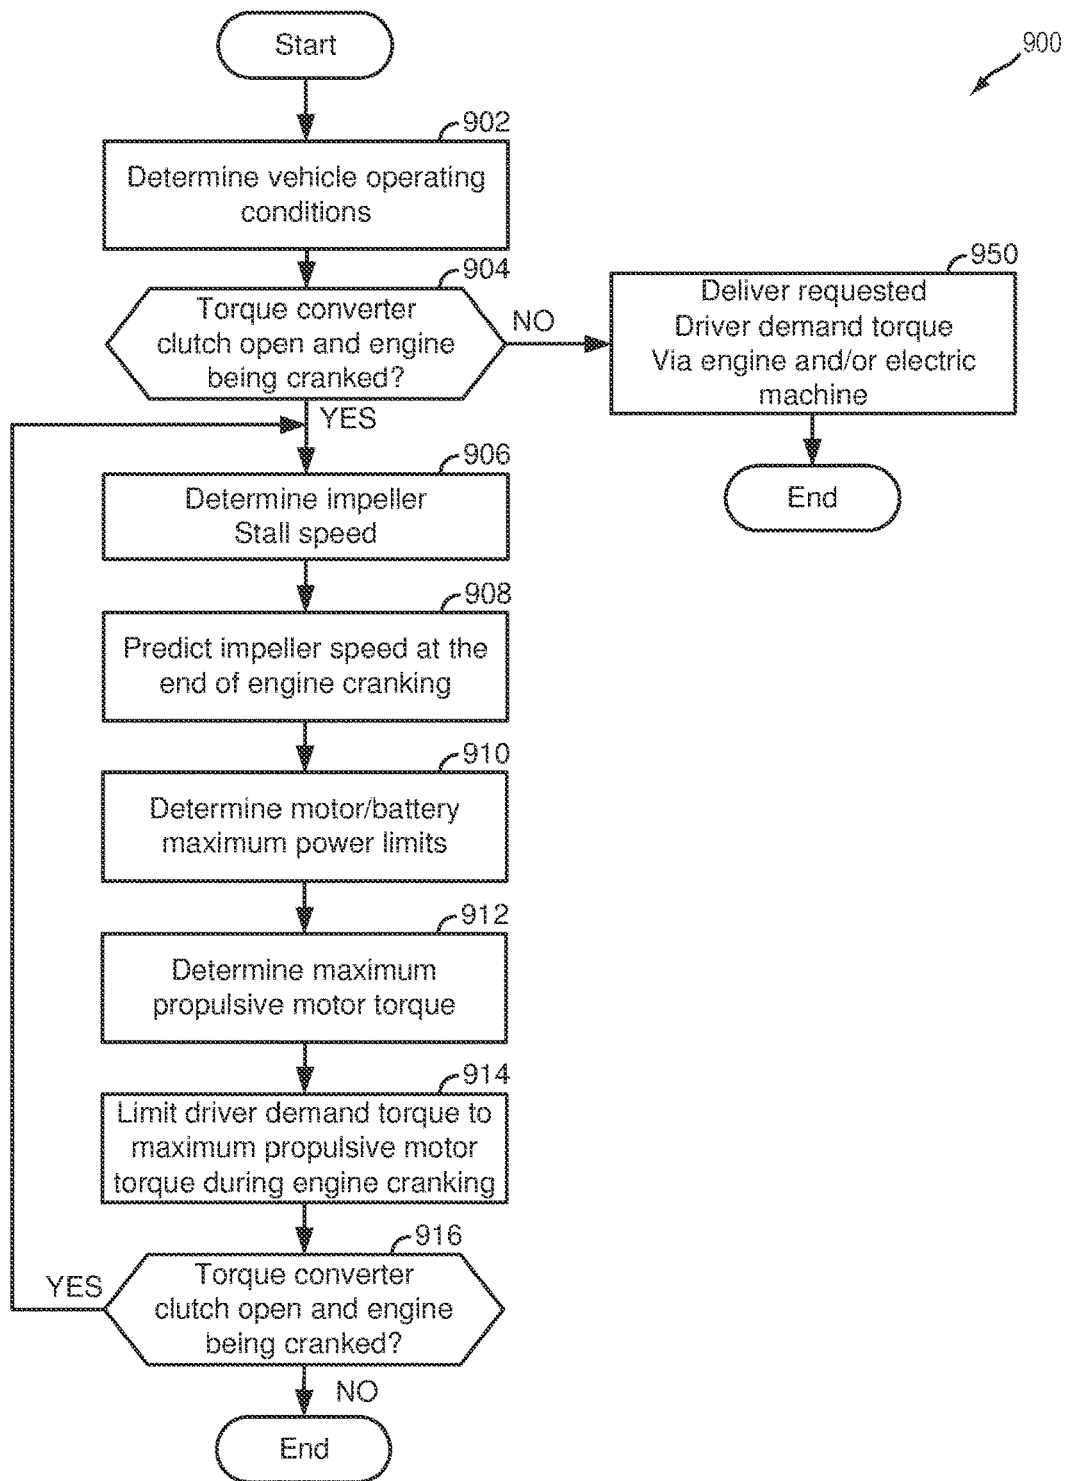 Start
900
902
Determine vehicle operating
conditions
904
Torque converter
clutch open and engine
being cranked?
NO
950
Deliver requested
Driver demand torque
Via engine and/or electric
machine
End
YES
906
Determine impeller
Stall speed
908
Predict impeller speed at the
end of engine cranking
910
Determine motor/battery
maximum power limits
912
Determine maximum
propulsive motor torque
914
Limit driver demand torque to
maximum propulsive motor
torque during engine cranking
916
Torque converter
clutch open and engine
being cranked?
YES
NO
End